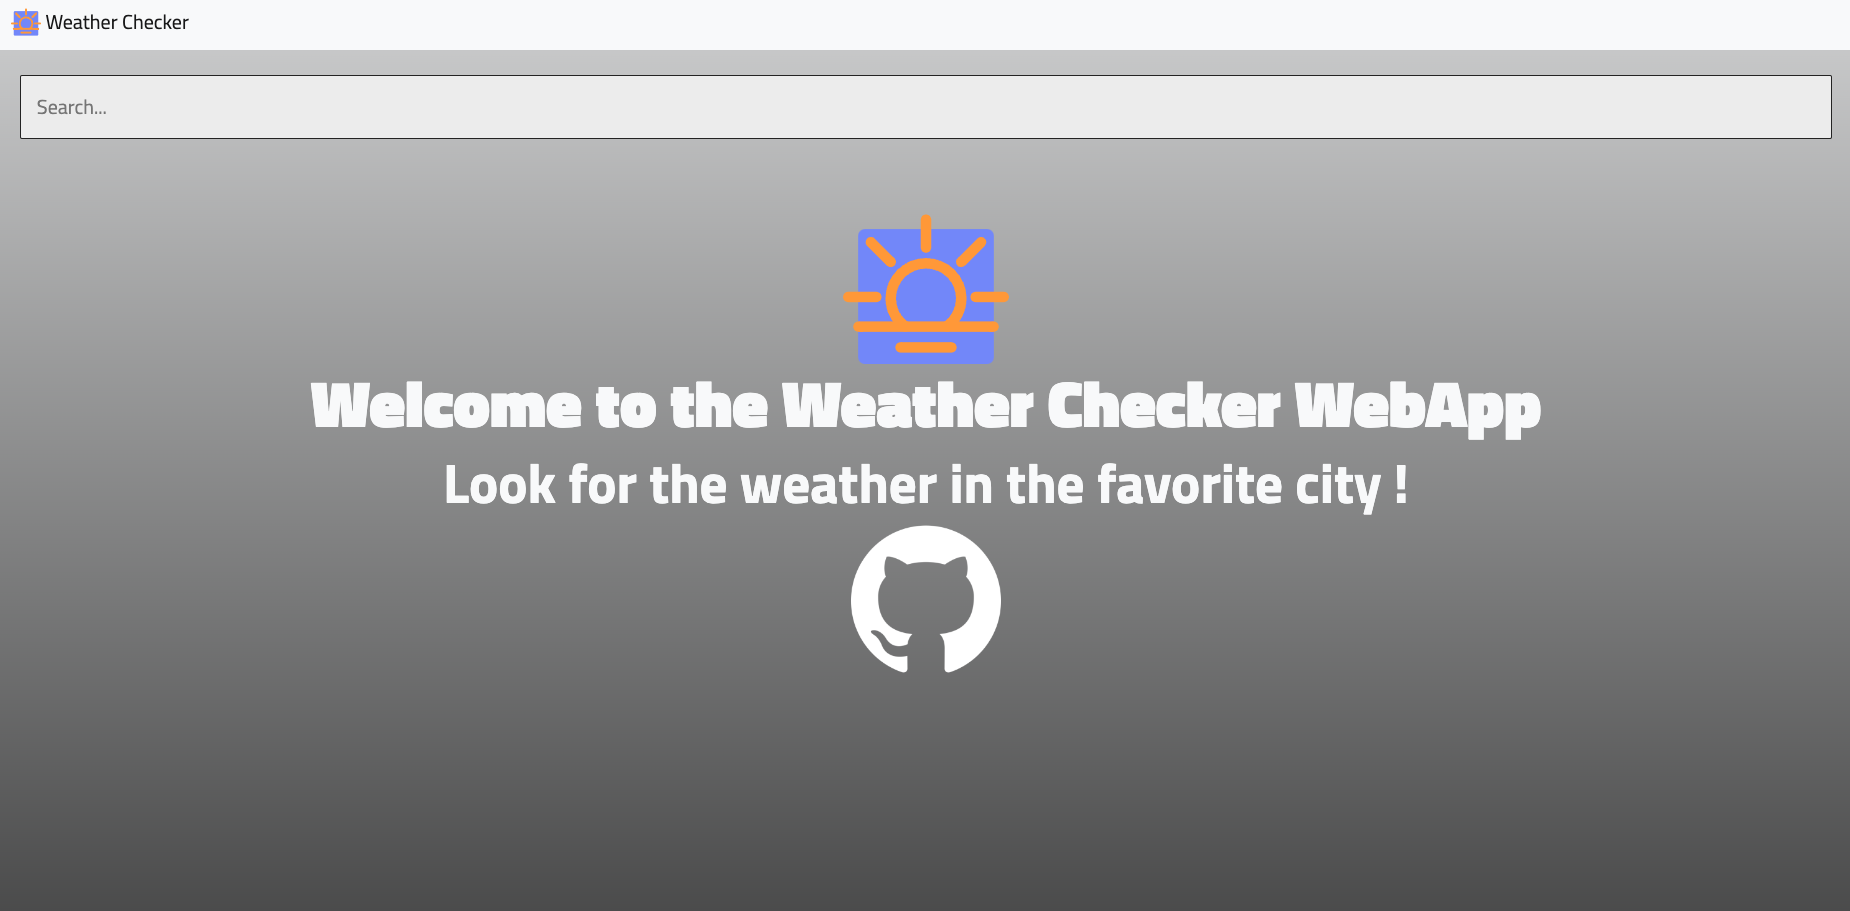 Weather Checker
Search...
Welcome to the Weather Checker WebApp
Look for the weather in the favorite city !